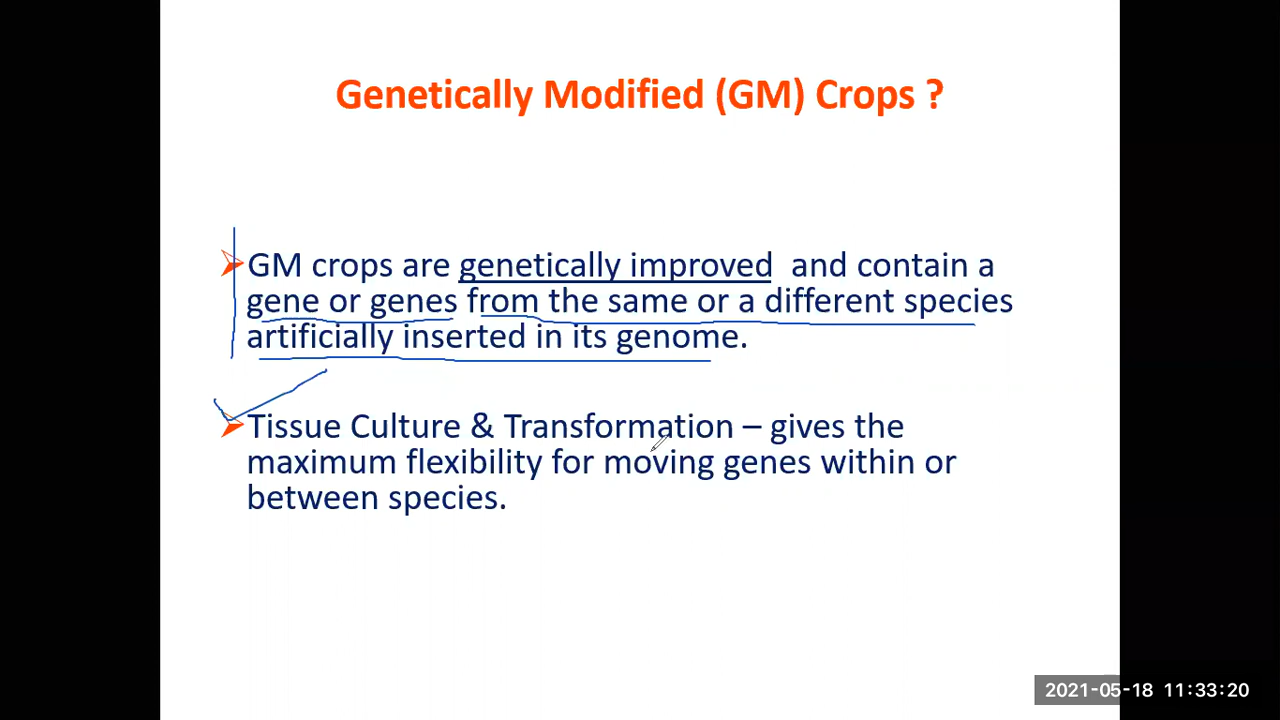 Genetically Modified (GM) Crops ?
GM crops are genetically improved and contain a
gene or genes from the same or a different species
artificially inserted in its genome.
Tissue Culture & Transformation – gives the
maximum flexibility for moving genes within or
between species.
2021-05-18 11:33:20